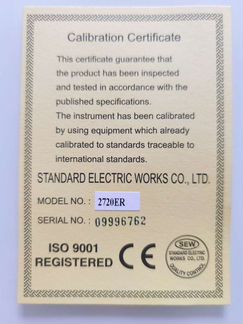 Calibration Certificate
This certificate guarantee that
the product has been inspected
and tested in accordance with the
published specifications.
The instrument has been calibrated
by using equipment which already
calibrated to standards traceable to
international standards.
STANDARD ELECTRIC WORKS CO., LTD.
MODEL NO. : 2720ER
SERIAL NO. : 09996762
ISO 9001
REGISTERED
CE
SEW
STANDARD ELECTRIC
WORKS CO., LTD.
QUALITY CONTROL